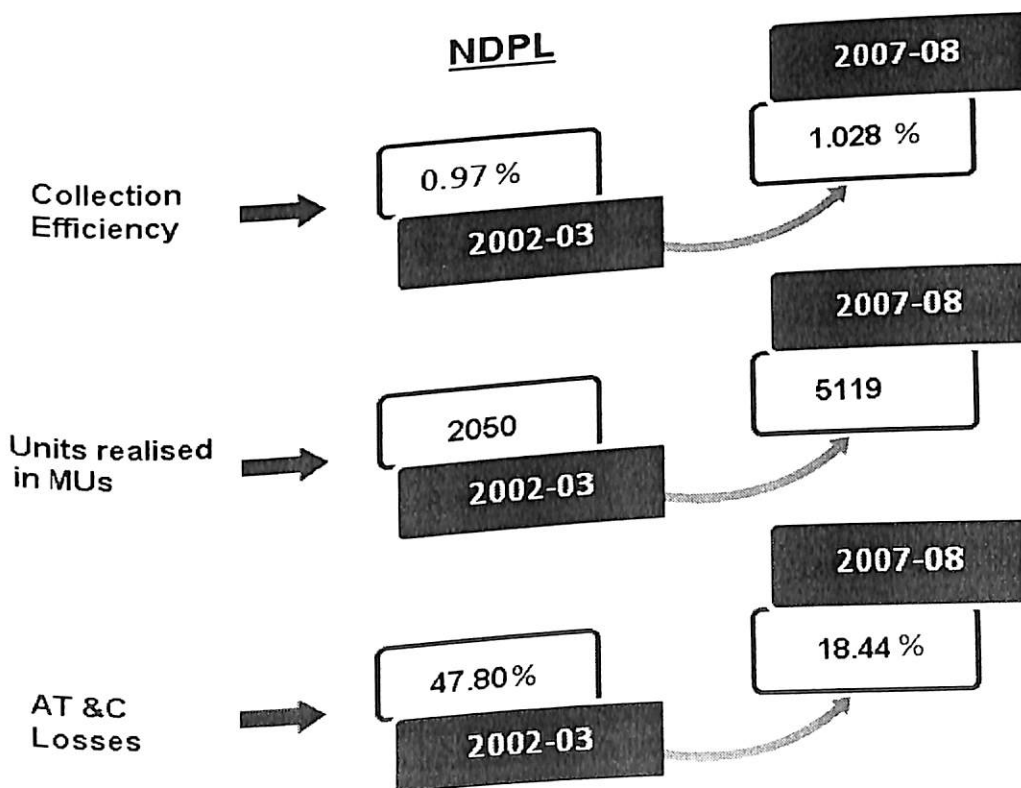 NDPL
2007-08
1.028 %
Collection
Efficiency
0.97 %
2002-03
2007-08
5119
Units realised
in MUs
2050
2002-03
2007-08
18.44 %
AT &C
Losses
47.80%
2002-03